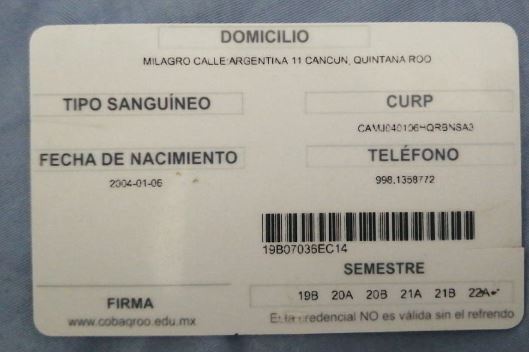 DOMICILIO
MILAGRO CALLE ARGENTINA 11 CANCUN, QUINTANA ROO
TIPO SANGUÍNEO
CURP
CAMJ040106HQRBNSA3
FECHA DE NACIMIENTO
TELÉFONO
2004-01-06
998.1358772
19B07036EC14
SEMESTRE
19B 20A 20B 21A 21B 22A
FIRMA
www.cobaqroo.edu.mx
Esta credencial NO es válida sin el refrendo